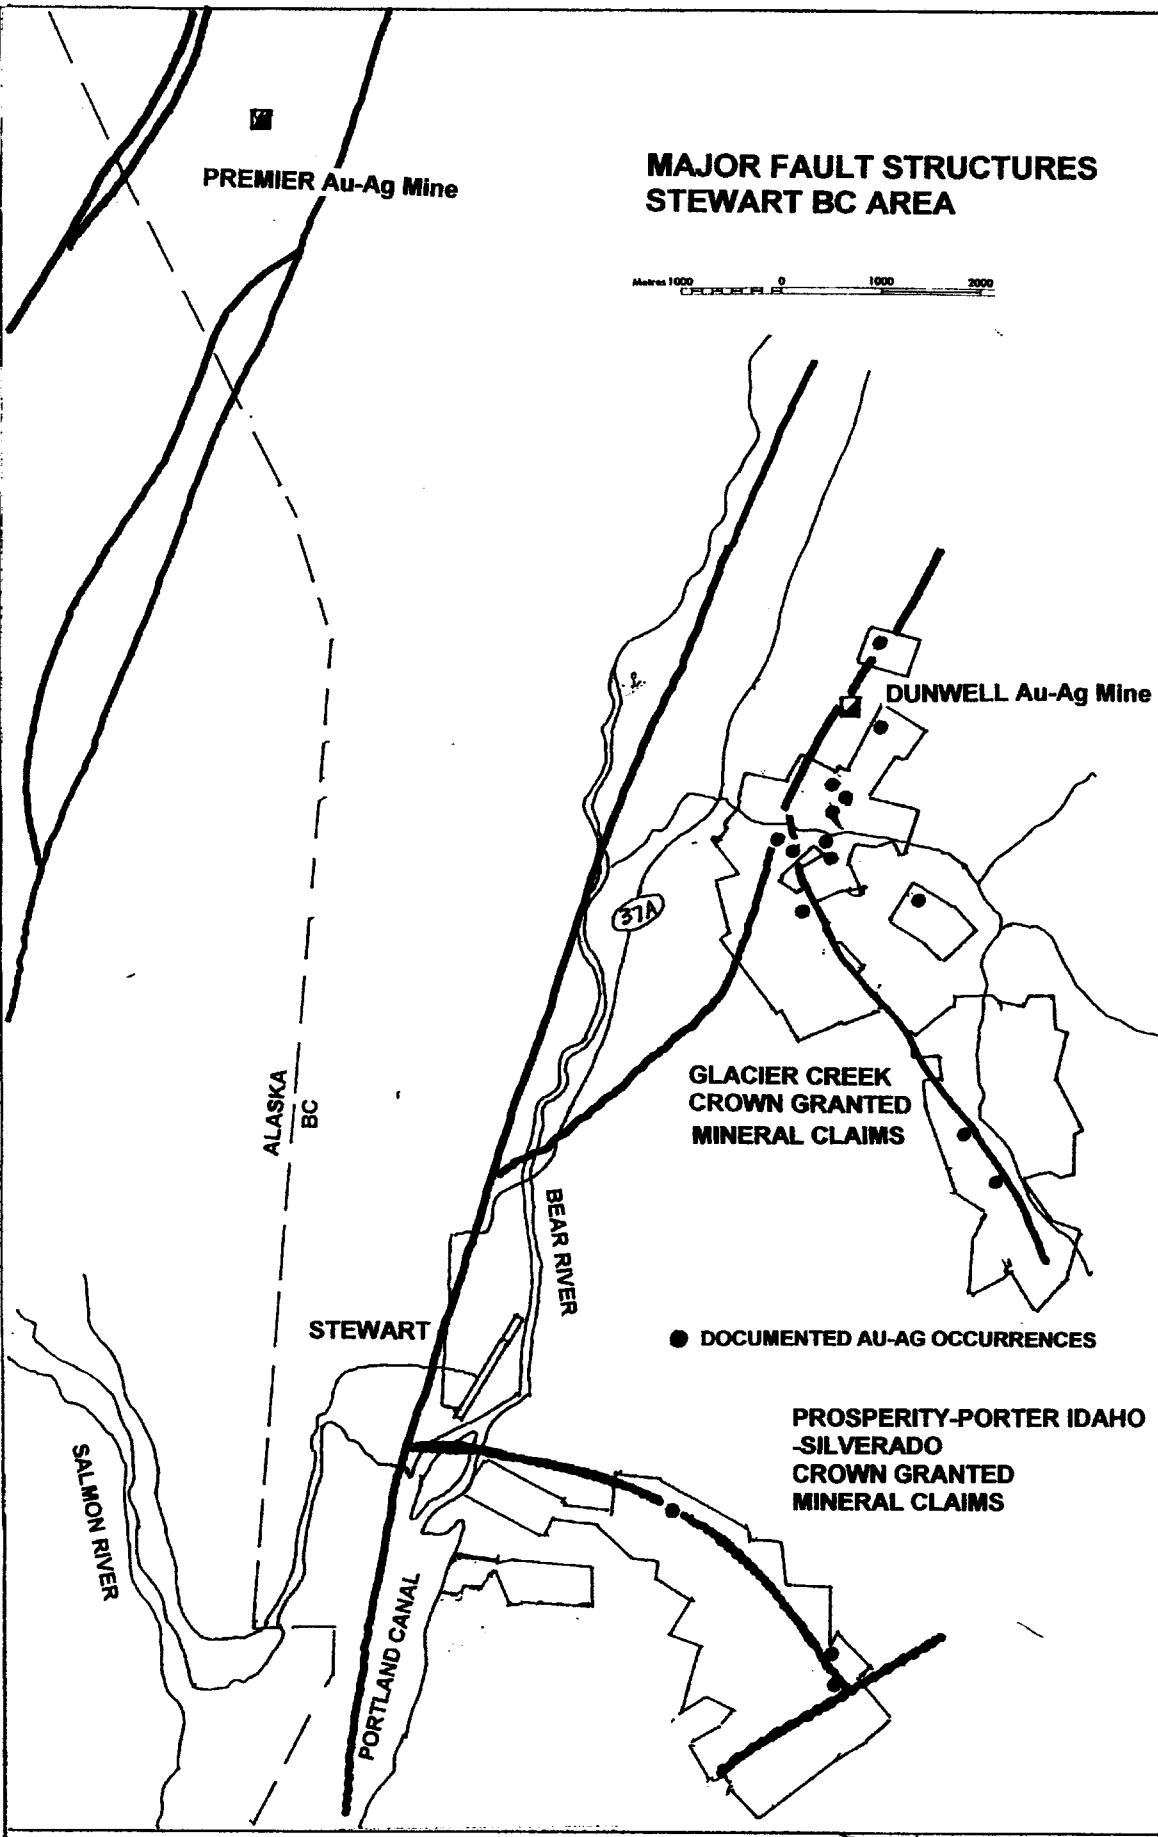 PREMIER Au-Ag Mine
MAJOR FAULT STRUCTURES
STEWART BC AREA
Metres 1000 0 1000 2000
DUNWELL Au-Ag Mine
37A
GLACIER CREEK
CROWN GRANTED
MINERAL CLAIMS
ALASKA
BC
BEAR RIVER
STEWART
DOCUMENTED AU-AG OCCURRENCES
PROSPERITY-PORTER IDAHO
-SILVERADO
CROWN GRANTED
MINERAL CLAIMS
SALMON RIVER
PORTLAND CANAL